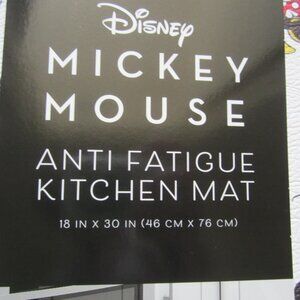 Disney
MICKEY
MOUSE
ANTI FATIGUE
KITCHEN MAT
18 IN X 30 IN (46 CM X 76 CM)